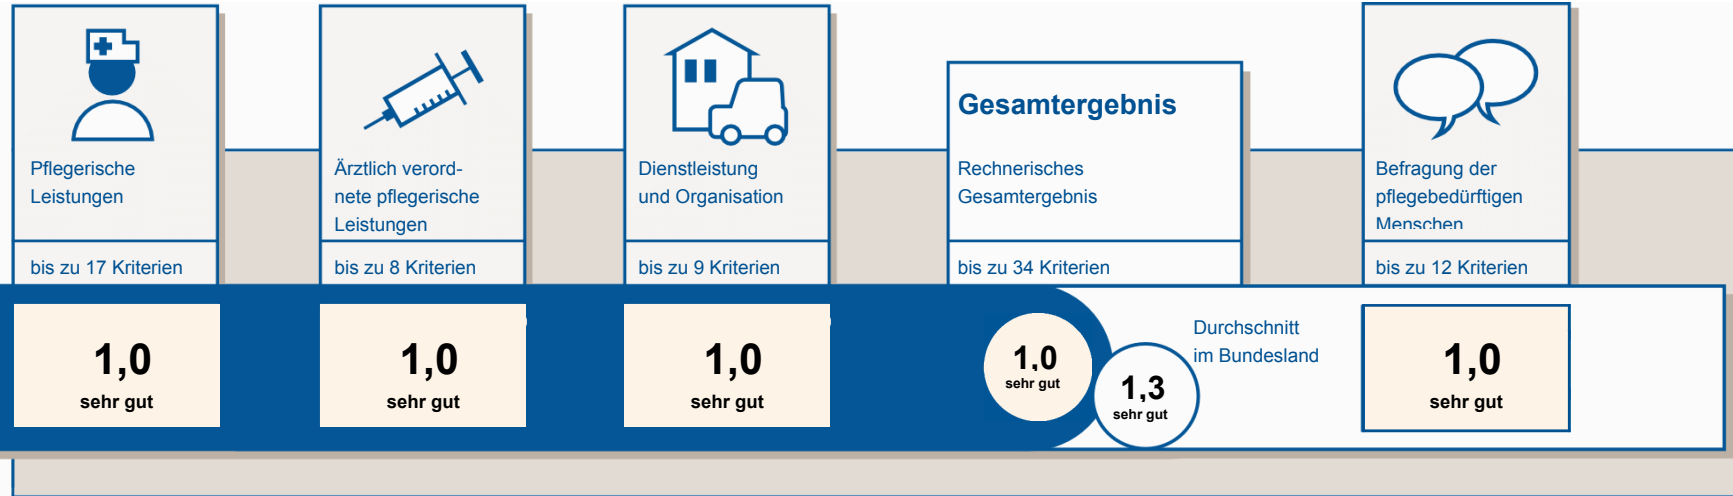 Pflegerische
Leistungen
bis zu 17 Kriterien
1,0
sehr gut
Ärztlich verord-
nete pflegerische
Leistungen
bis zu 8 Kriterien
1,0
sehr gut
Dienstleistung
und Organisation
bis zu 9 Kriterien
1,0
sehr gut
Gesamtergebnis
Rechnerisches
Gesamtergebnis
bis zu 34 Kriterien
1,0
sehr gut
1,3
sehr gut
Durchschnitt
im Bundesland
Befragung der
pflegebedürftigen
Menschen
bis zu 12 Kriterien
1,0
sehr gut